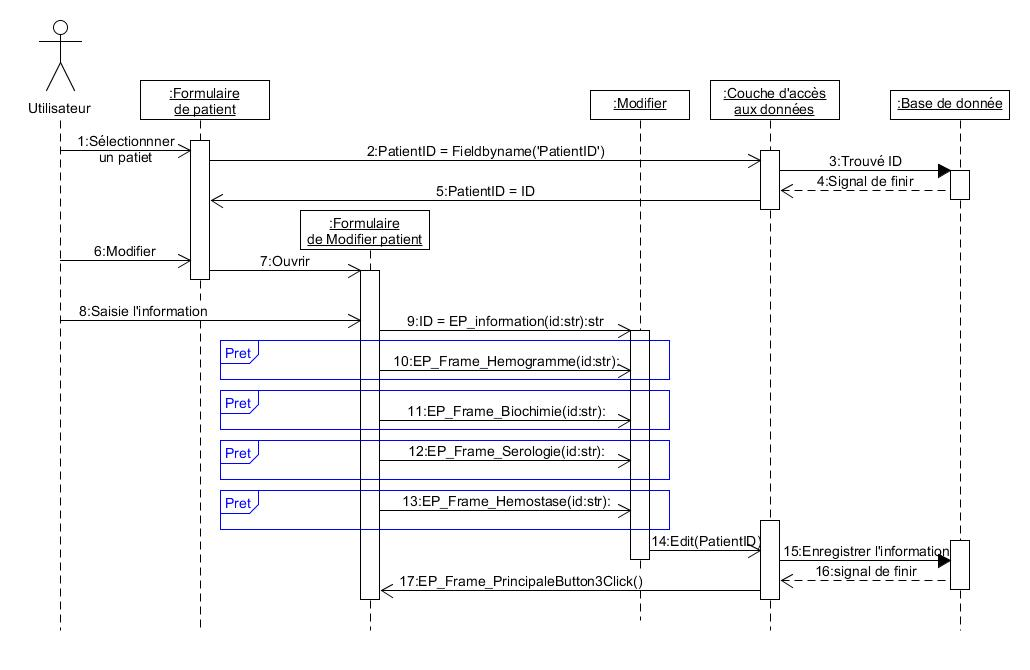 :Formulaire
de patient
:Modifier
:Couche d'accès
aux données
:Base de donnée
Utilisateur
1:Sélectionnner
un patiet
2:PatientID = Fieldbyname('PatientID')
3:Trouvé ID
4:Signal de finir
5:PatientID = ID
:Formulaire
de Modifier patient
6:Modifier
7:Ouvrir
8:Saisie l'information
9:ID = EP_information(id:str):str
Pret
10:EP_Frame_Hemogramme(id:str):
Pret
11:EP_Frame_Biochimie(id:str):
Pret
12:EP_Frame_Serologie(id:str):
Pret
13:EP_Frame_Hemostase(id:str):
14:Edit(PatientID)
15:Enregistrer l'information
16:signal de finir
17:EP_Frame_PrincipaleButton3Click()